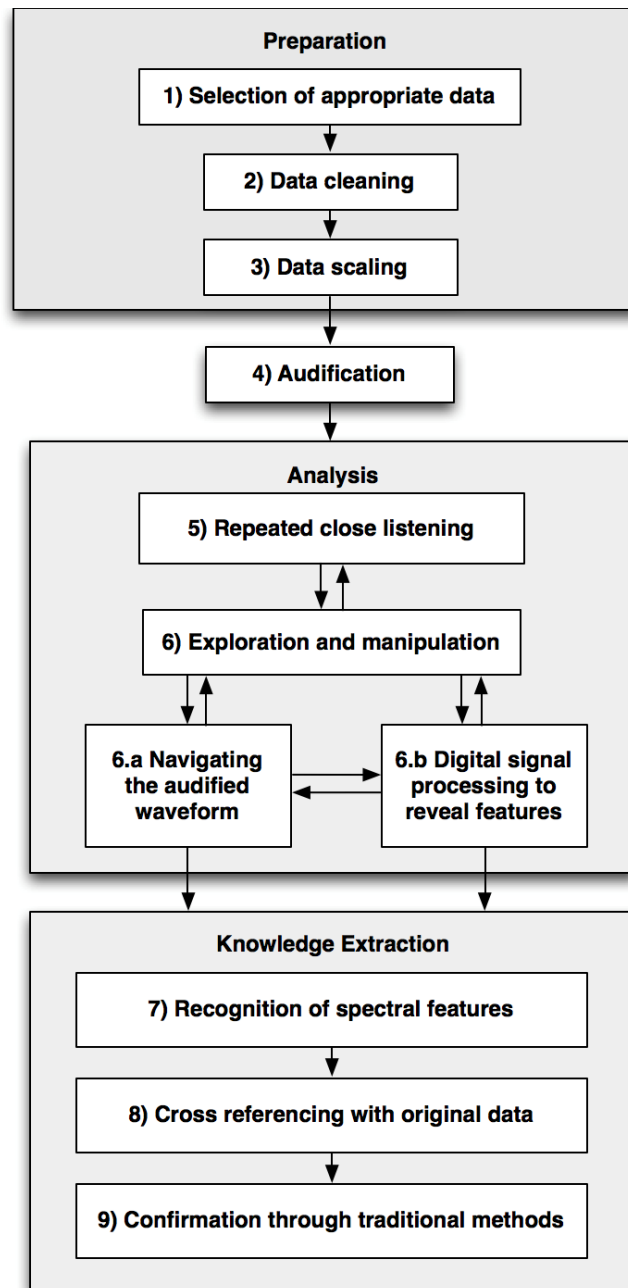 Preparation
1) Selection of appropriate data
2) Data cleaning
3) Data scaling
4) Audification
Analysis
5) Repeated close listening
6) Exploration and manipulation
6.a Navigating
the audified
waveform
6.b Digital signal
processing to
reveal features
Knowledge Extraction
7) Recognition of spectral features
8) Cross referencing with original data
9) Confirmation through traditional methods